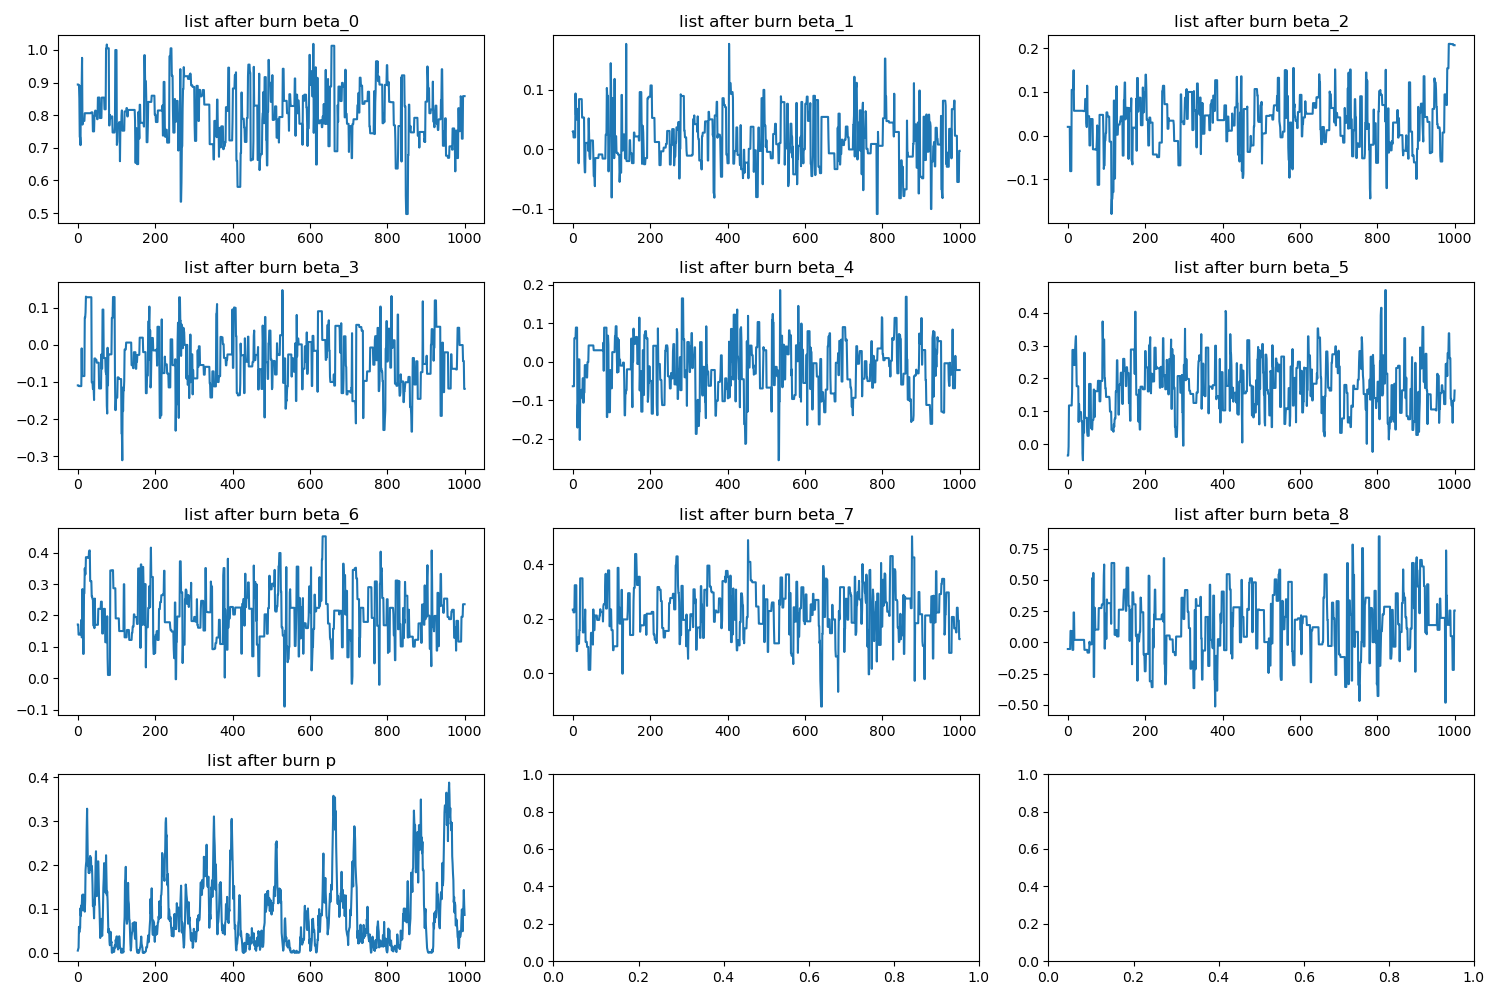 list after burn beta_0
list after burn beta_1
list after burn beta_2
1.0
0.9
0.8
0.7
0.6
0.5
0 200 400 600 800 1000
0.1
0.0
−0.1
0 200 400 600 800 1000
0.2
0.1
0.0
−0.1
0 200 400 600 800 1000
list after burn beta_3
list after burn beta_4
list after burn beta_5
0.1
0.0
−0.1
−0.2
−0.3
0 200 400 600 800 1000
0.2
0.1
0.0
−0.1
−0.2
0 200 400 600 800 1000
0.4
0.3
0.2
0.1
0.0
0 200 400 600 800 1000
list after burn beta_6
list after burn beta_7
list after burn beta_8
0.4
0.3
0.2
0.1
0.0
−0.1
0 200 400 600 800 1000
0.4
0.2
0.0
0 200 400 600 800 1000
0.75
0.50
0.25
0.00
−0.25
−0.50
0 200 400 600 800 1000
list after burn p
0.4
0.3
0.2
0.1
0.0
0 200 400 600 800 1000
1.0
0.8
0.6
0.4
0.2
0.0
0.0 0.2 0.4 0.6 0.8 1.0
1.0
0.8
0.6
0.4
0.2
0.0
0.0 0.2 0.4 0.6 0.8 1.0